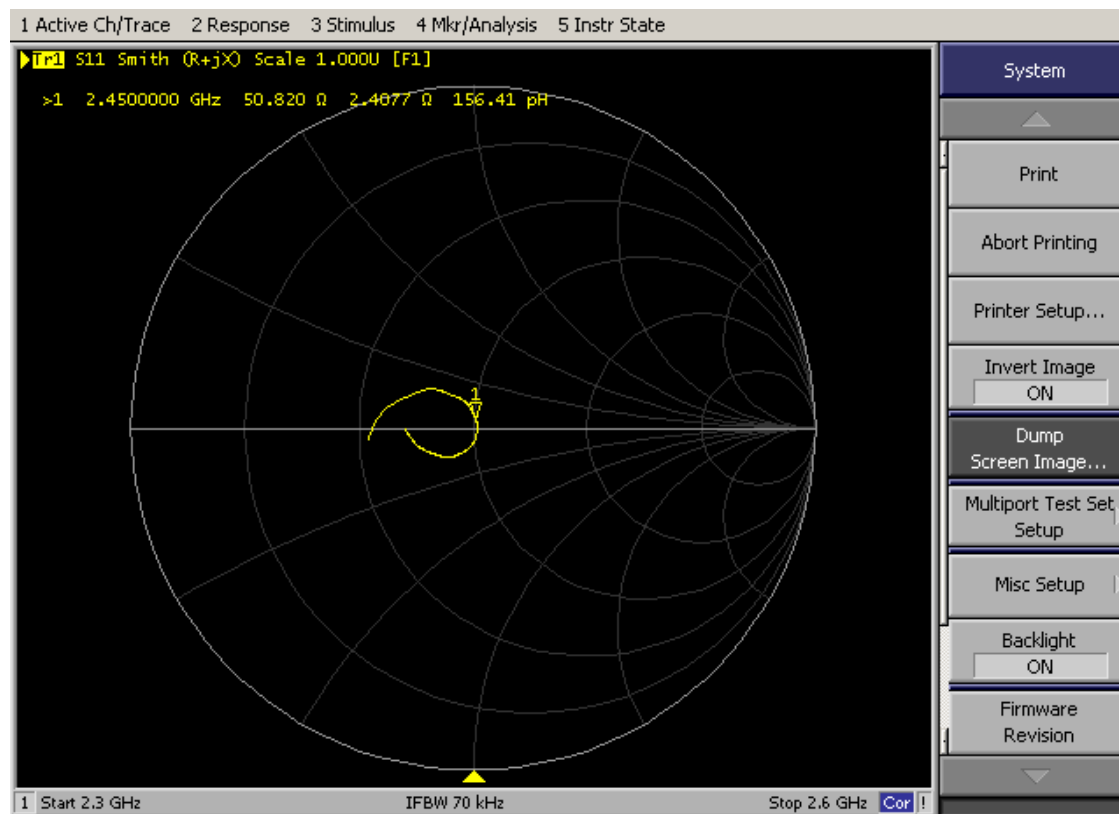 1 Active Ch/Trace 2 Response 3 Stimulus 4 Mkr/Analysis 5 Instr State
Tr1 S11 Smith (R+jX) Scale 1.000U [F1]
>1 2.4500000 GHz 50.820 Ω 2.4077 Ω 156.41 pH
1
System
Print
Abort Printing
Printer Setup...
Invert Image
ON
Dump
Screen Image...
Multiport Test Set
Setup
Misc Setup
Backlight
ON
Firmware
Revision
1 Start 2.3 GHz IFBW 70 kHz Stop 2.6 GHz Cor !